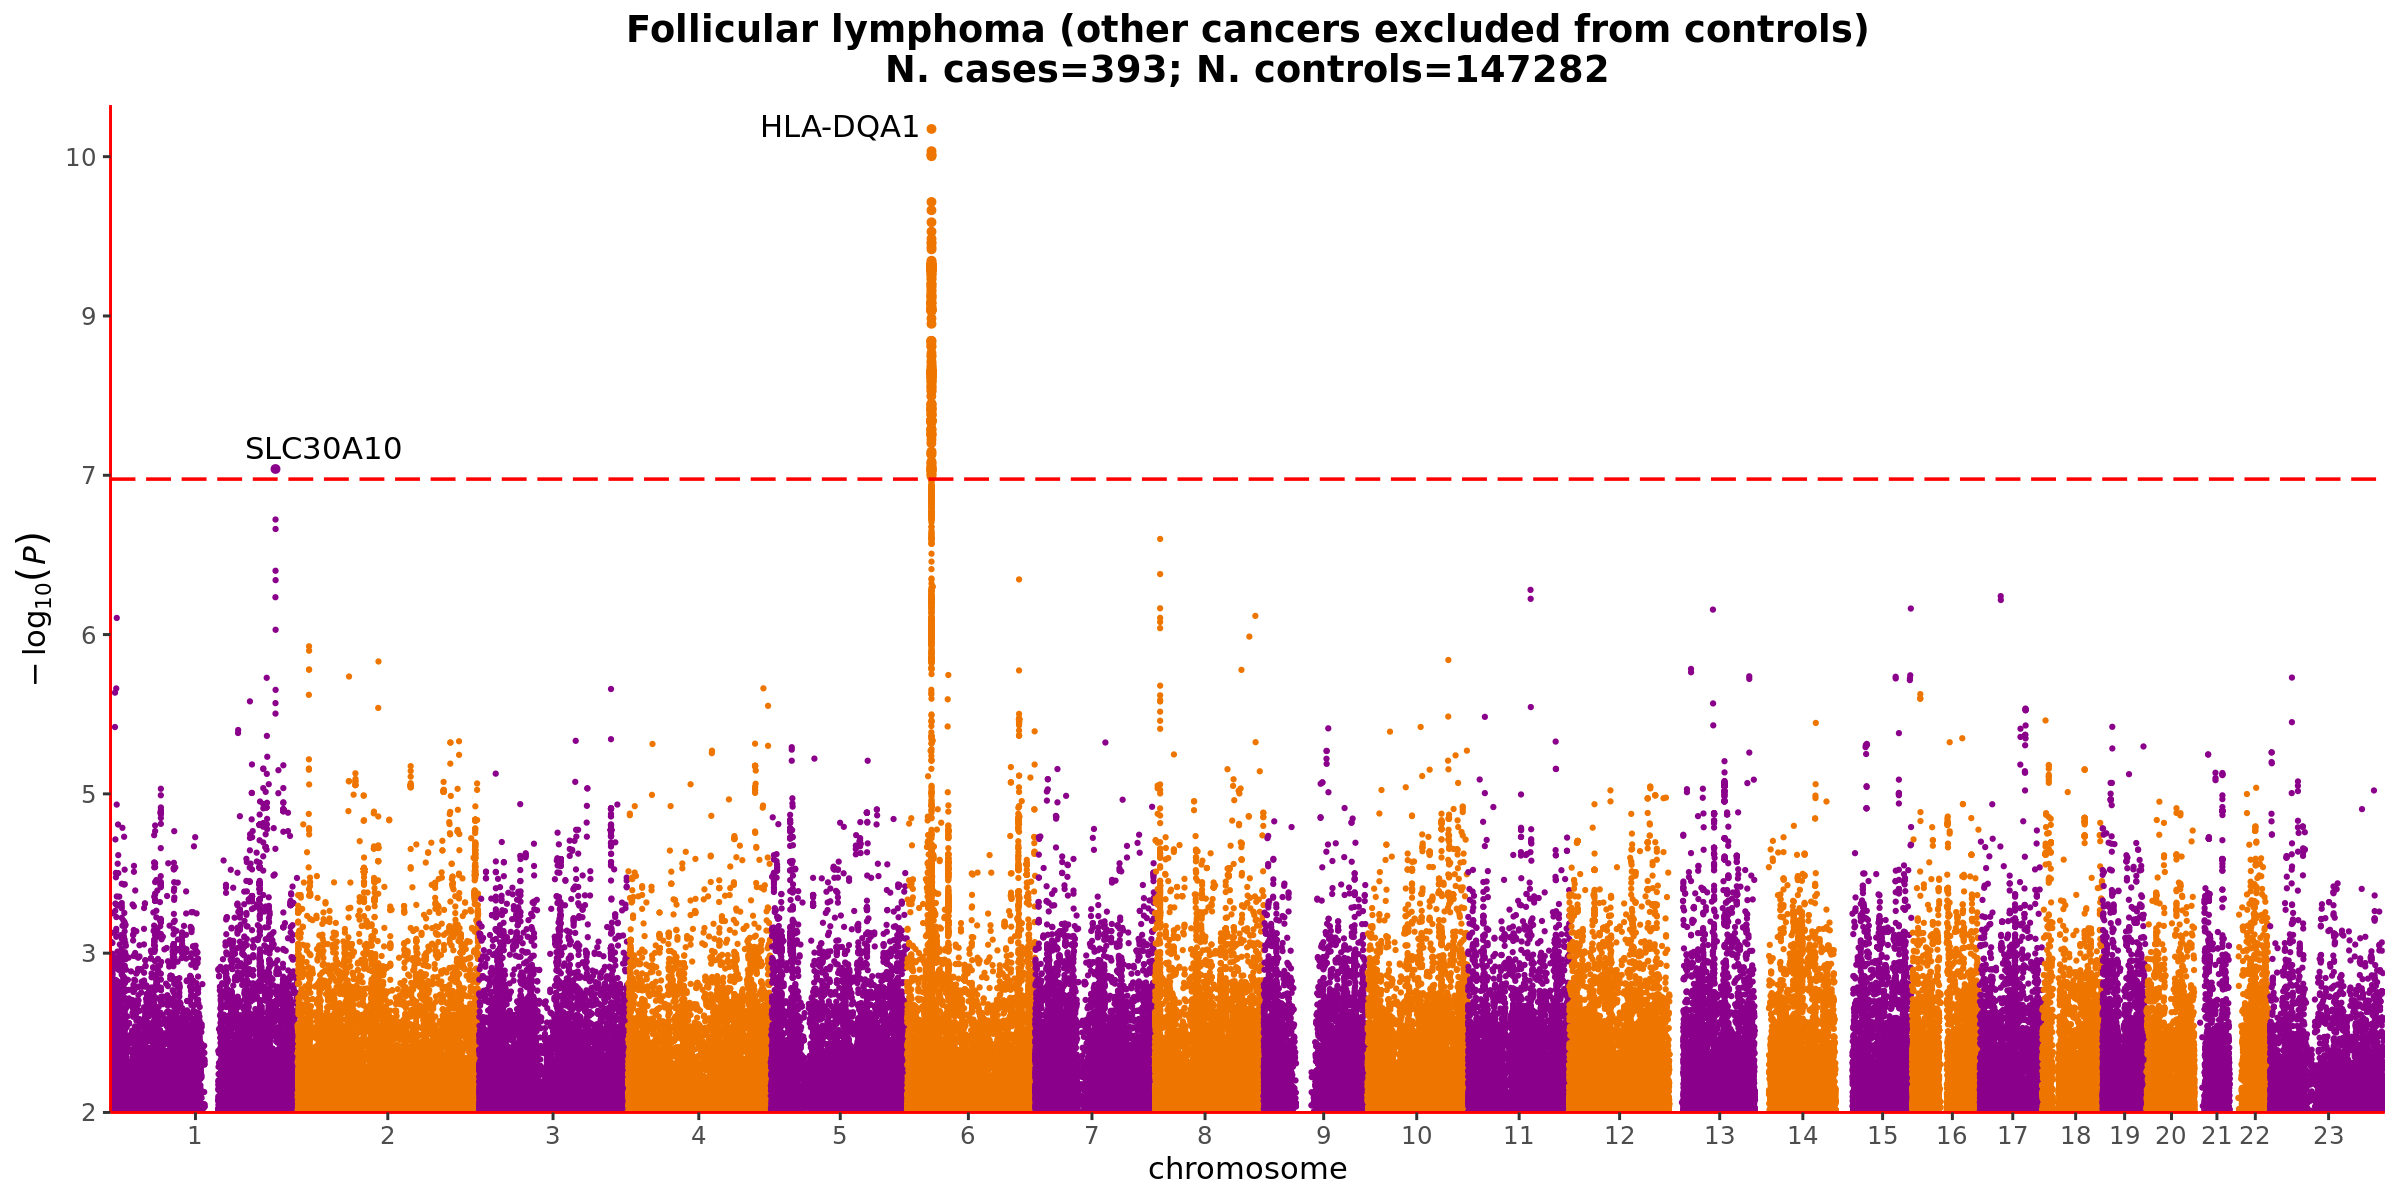 Follicular lymphoma (other cancers excluded from controls)
N. cases=393; N. controls=147282
HLA-DQA1
SLC30A10
10
9
7
6
5
3
2
−log10(P)
1 2 3 4 5 6 7 8 9 10 11 12 13 14 15 16 17 18 19 20 21 22 23
chromosome